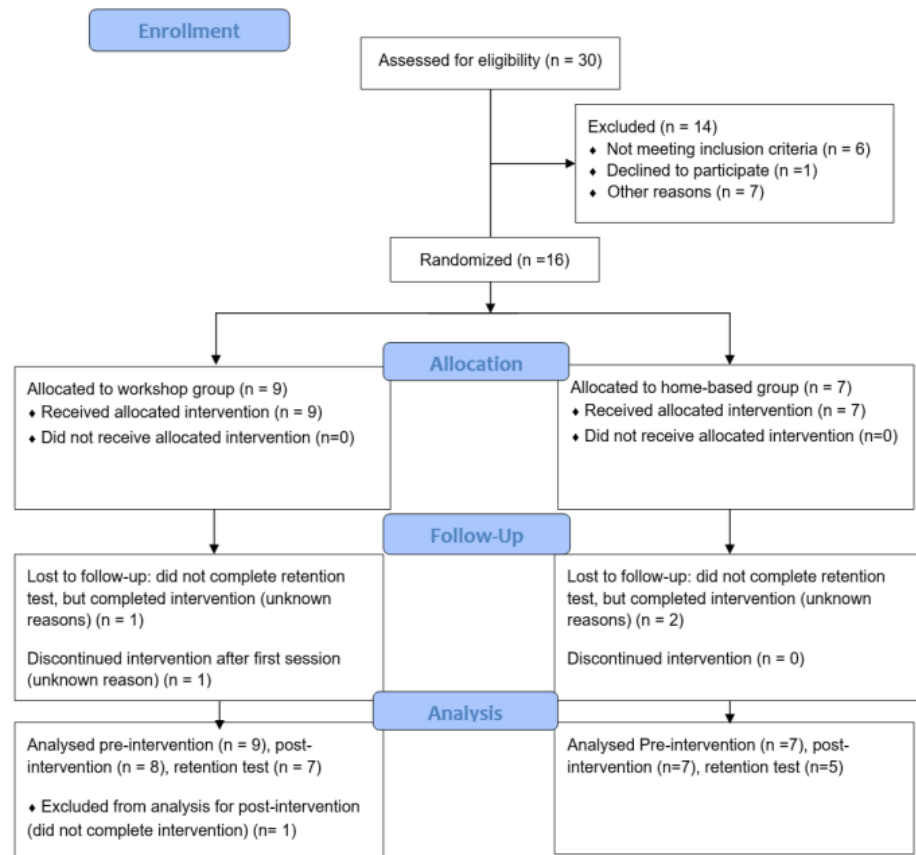 Enrollment
Assessed for eligibility (n = 30)
Excluded (n = 14)
♦ Not meeting inclusion criteria (n = 6)
♦ Declined to participate (n =1)
♦ Other reasons (n = 7)
Randomized (n =16)
Allocation
Allocated to workshop group (n = 9)
♦ Received allocated intervention (n = 9)
♦ Did not receive allocated intervention (n=0)
Allocated to home-based group (n = 7)
♦ Received allocated intervention (n = 7)
♦ Did not receive allocated intervention (n=0)
Follow-Up
Lost to follow-up: did not complete retention
test, but completed intervention (unknown
reasons) (n = 1)
Discontinued intervention after first session
(unknown reason) (n = 1)
Lost to follow-up: did not complete retention
test, but completed intervention (unknown
reasons) (n = 2)
Discontinued intervention (n = 0)
Analysis
Analysed pre-intervention (n = 9), post-
intervention (n = 8), retention test (n = 7)
♦ Excluded from analysis for post-intervention
(did not complete intervention) (n= 1)
Analysed Pre-intervention (n =7), post-
intervention (n=7), retention test (n=5)